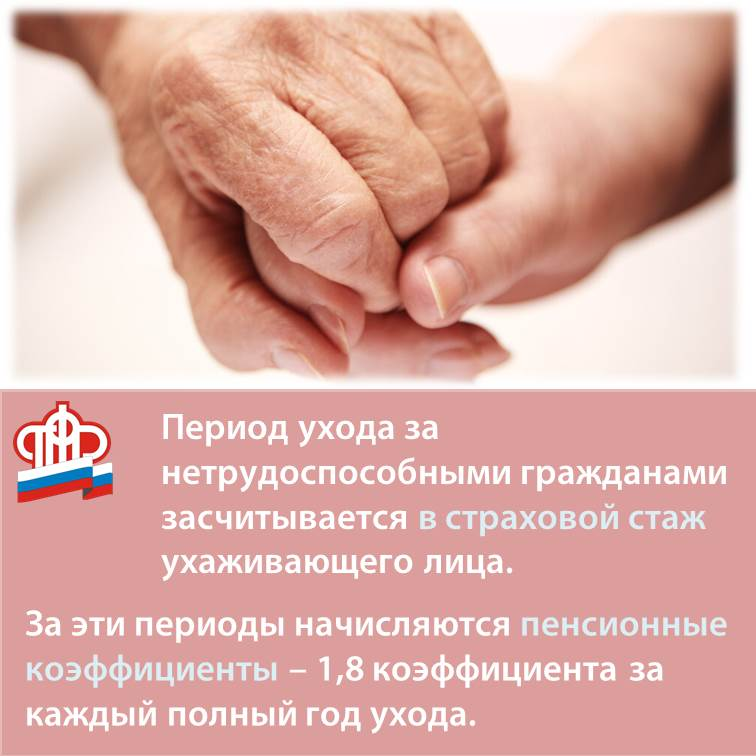 Период ухода за
нетрудоспособными гражданами
засчитывается в страховой стаж
ухаживающего лица.
За эти периоды начисляются пенсионные
коэффициенты – 1,8 коэффициента за
каждый полный год ухода.